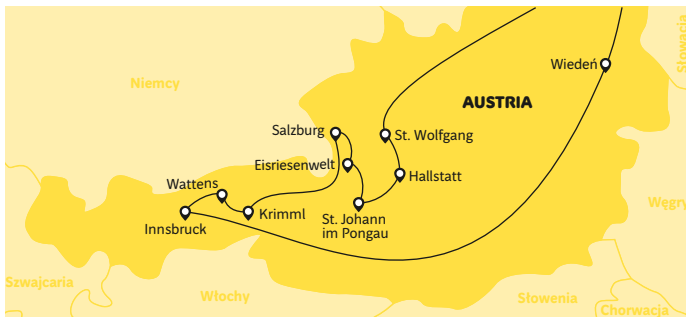 Słowacja
Niemcy
Wiedeń
AUSTRIA
Salzburg
St. Wolfgang
Eisriesenwelt
Hallstatt
Wattens
Krimml
St. Johann
im Pongau
Innsbruck
Węgry
Szwajcaria
Włochy
Słowenia
Chorwacja